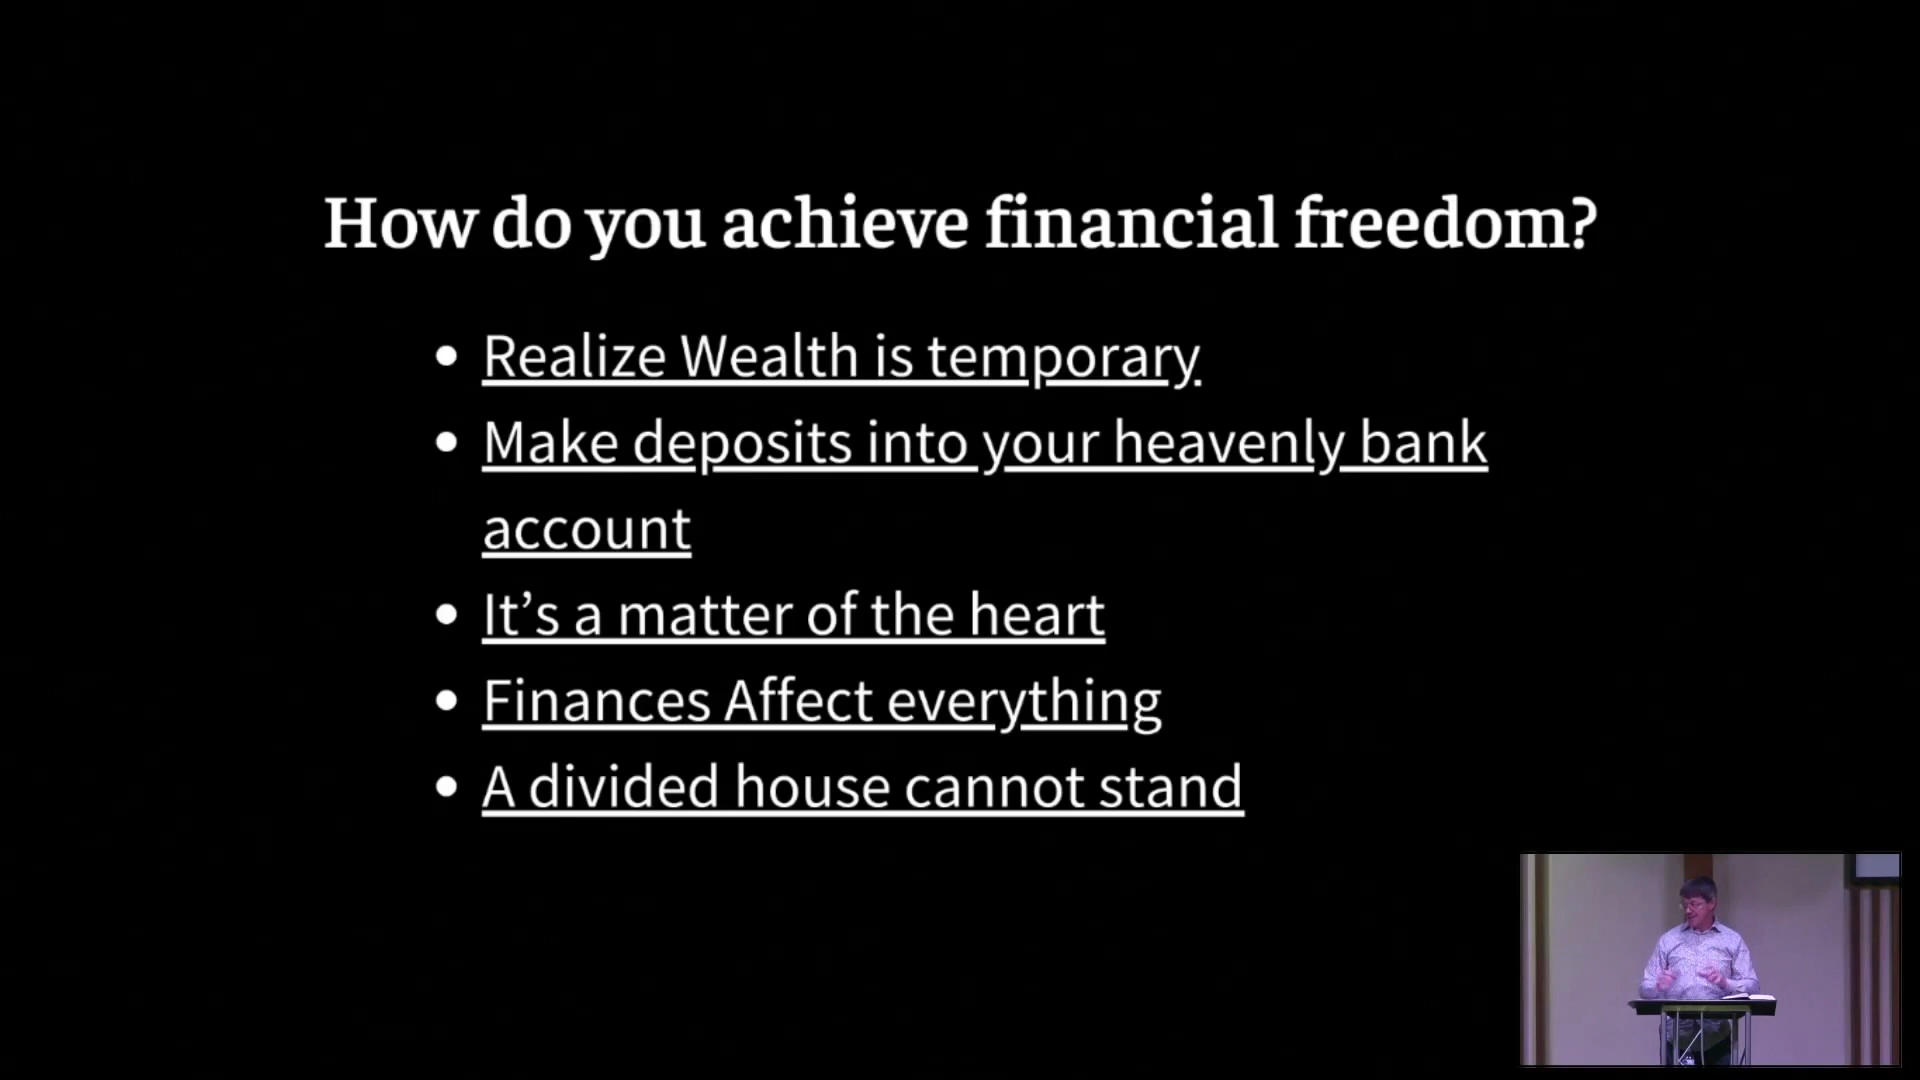 How do you achieve financial freedom?
• Realize Wealth is temporary
• Make deposits into your heavenly bank
account
• It’s a matter of the heart
• Finances Affect everything
• A divided house cannot stand